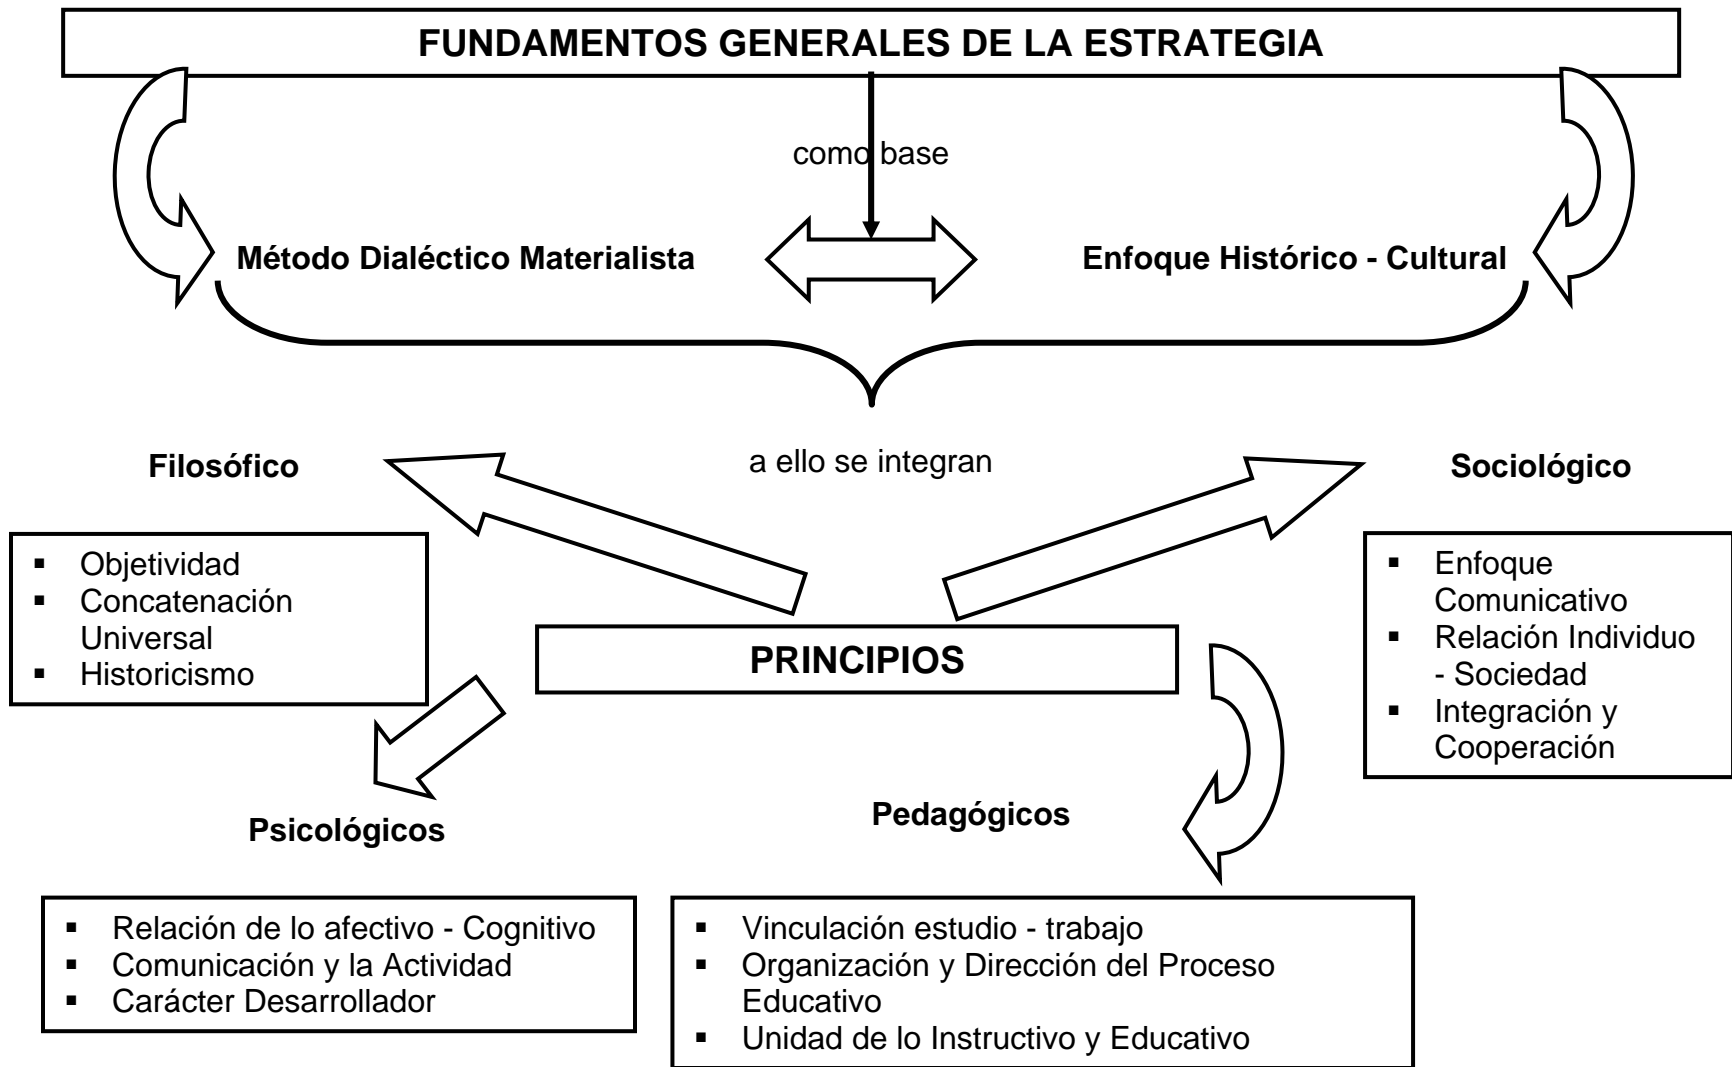 FUNDAMENTOS GENERALES DE LA ESTRATEGIA
como base
Método Dialéctico Materialista
Enfoque Histórico - Cultural
a ello se integran
Filosófico
Sociológico
▪ Objetividad
▪ Concatenación
Universal
▪ Historicismo
▪ Enfoque
Comunicativo
▪ Relación Individuo
- Sociedad
▪ Integración y
Cooperación
PRINCIPIOS
Psicológicos
Pedagógicos
▪ Relación de lo afectivo - Cognitivo
▪ Comunicación y la Actividad
▪ Carácter Desarrollador
▪ Vinculación estudio - trabajo
▪ Organización y Dirección del Proceso
Educativo
▪ Unidad de lo Instructivo y Educativo